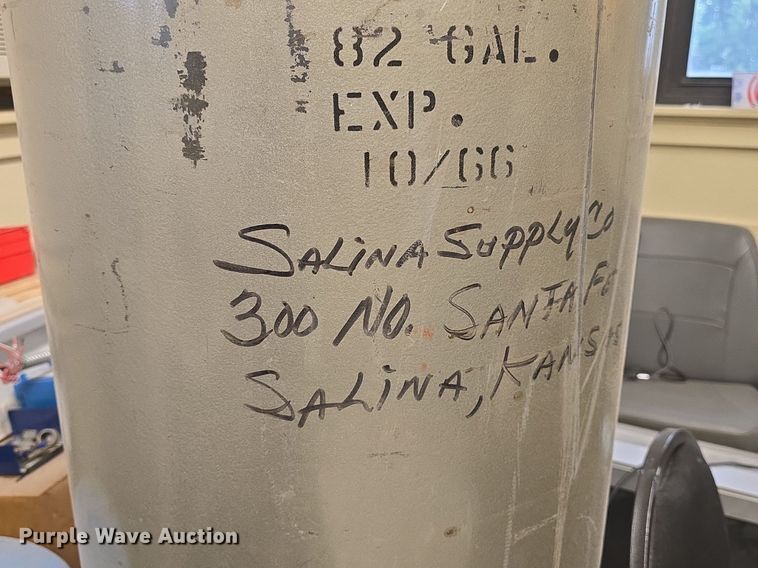 82 GAL.
EXP.
10/66
SALINA SUPPLY Co
300 NO. SANTA FE
SALINA, KANSAS
Purple Wave Auction